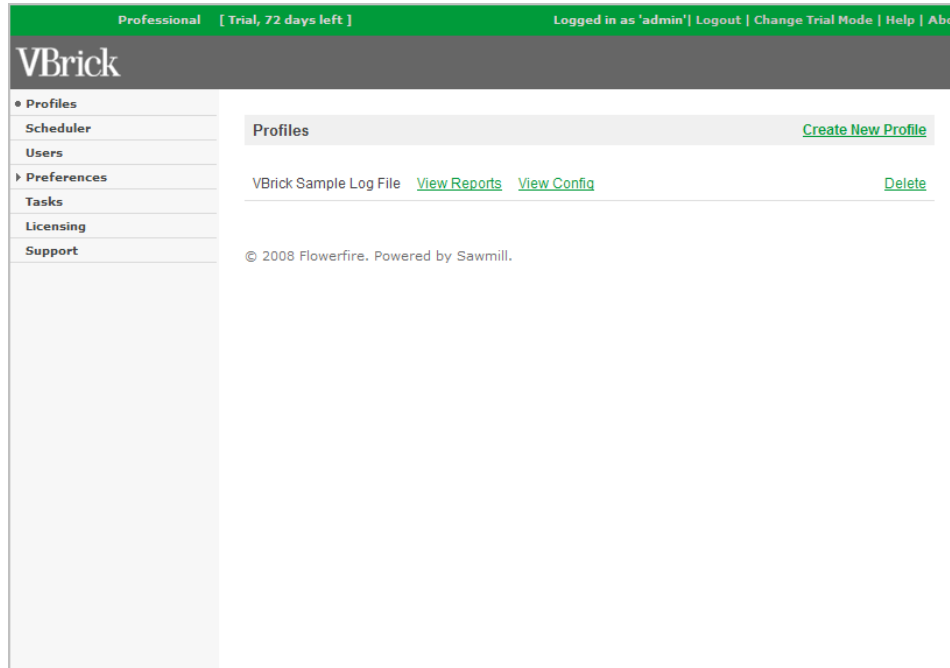 Professional [ Trial, 72 days left ] Logged in as 'admin'| Logout | Change Trial Mode | Help |
VBrick
Profiles
Scheduler
Users
Preferences
Tasks
Licensing
Support
Profiles Create New Profile
VBrick Sample Log File View Reports View Config Delete
© 2008 Flowerfire. Powered by Sawmill.